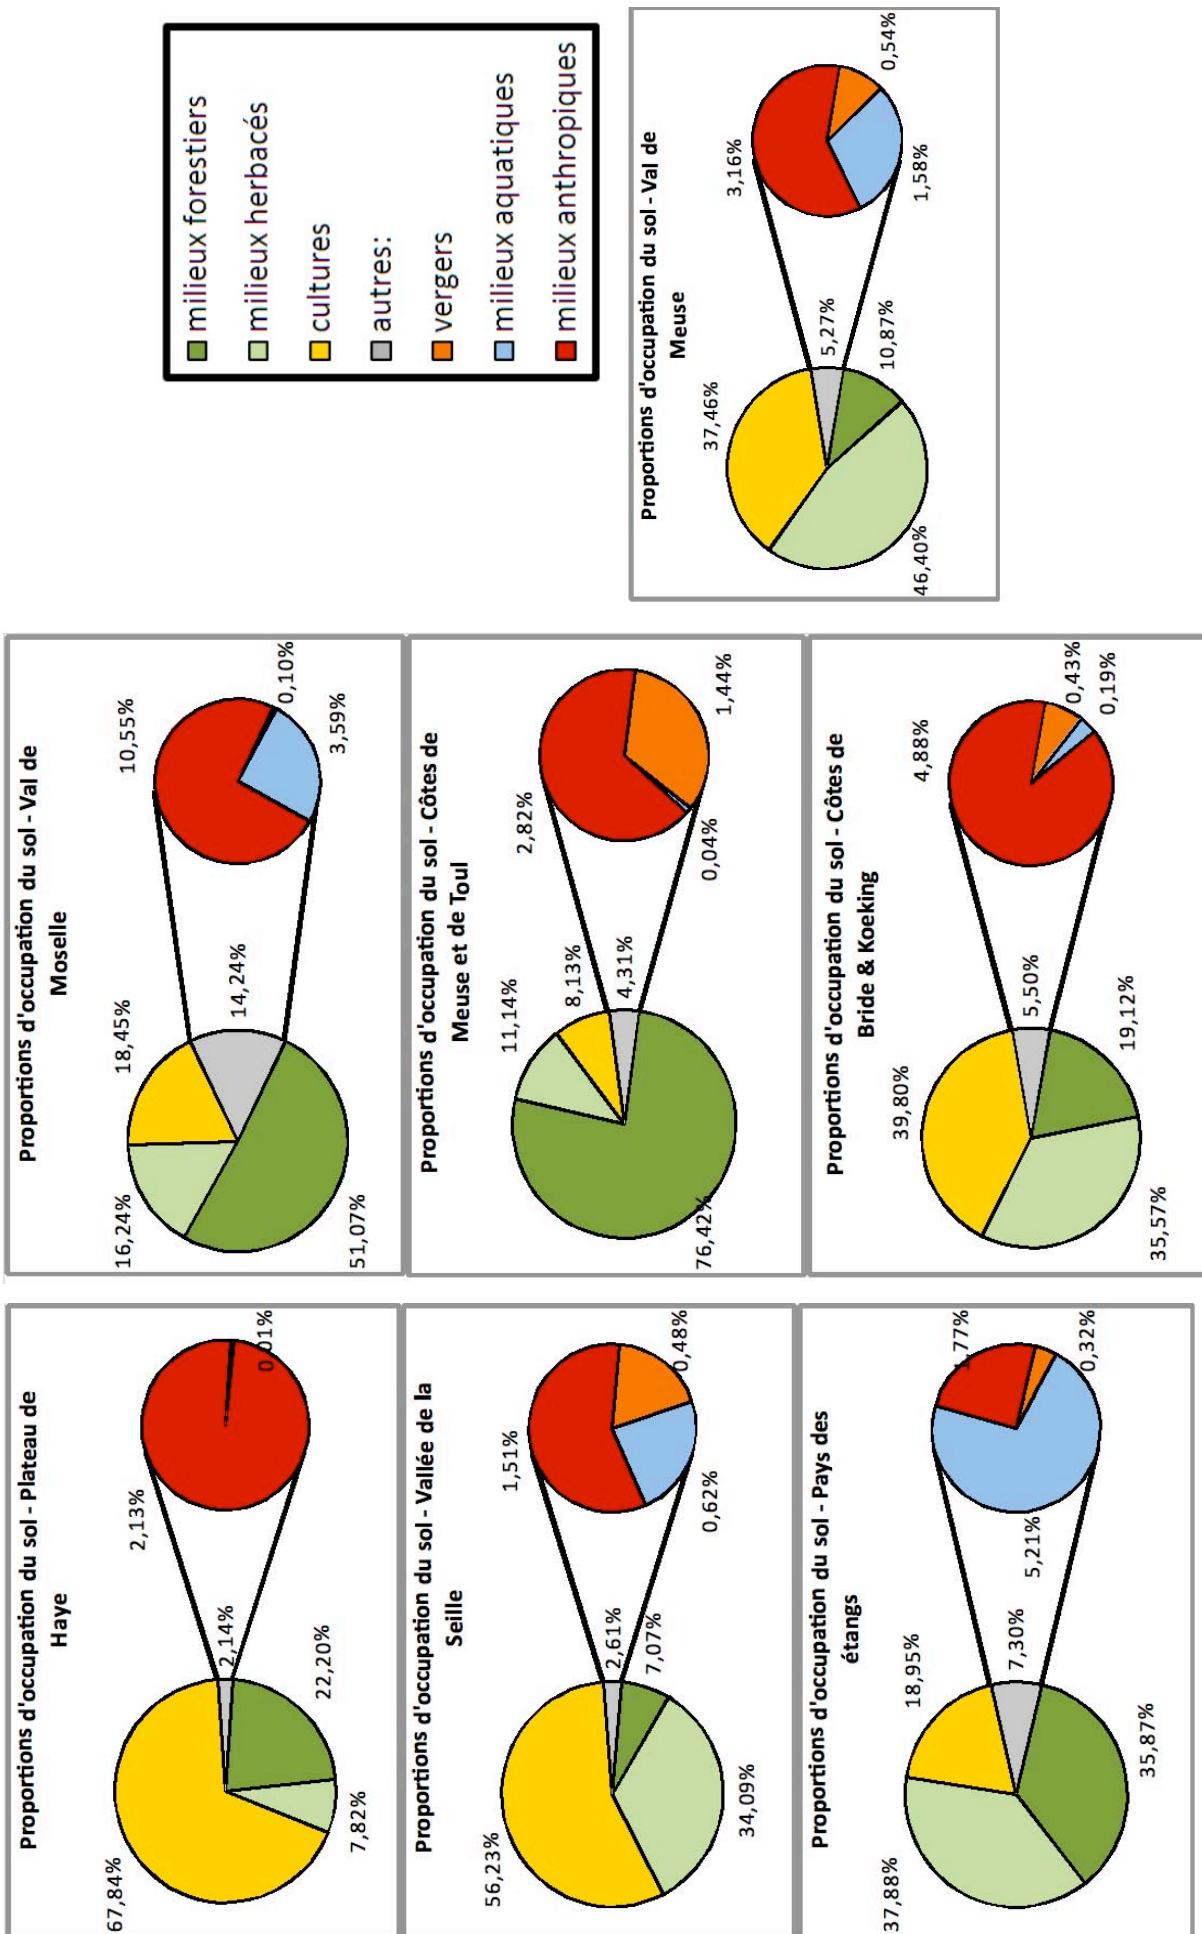 Proportions d'occupation du sol - Plateau de
Haye
67,84%
2,14%
22,20%
7,82%
2,13%
0,01%
Proportions d'occupation du sol - Val de
Moselle
16,24%
18,45%
14,24%
51,07%
10,55%
0,10%
3,59%
milieux forestiers
milieux herbacés
cultures
autres:
vergers
milieux aquatiques
milieux anthropiques
Proportions d'occupation du sol - Vallée de la
Seille
56,23%
2,61%
7,07%
34,09%
1,51%
0,48%
0,62%
Proportions d'occupation du sol - Côtes de
Meuse et de Toul
11,14%
8,13%
4,31%
76,42%
2,82%
1,44%
0,04%
Proportions d'occupation du sol - Val de
Meuse
37,46%
5,27%
10,87%
46,40%
3,16%
0,54%
1,58%
Proportions d'occupation du sol - Pays des
étangs
37,88%
18,95%
7,30%
35,87%
1,77%
0,32%
5,21%
Proportions d'occupation du sol - Côtes de
Bride & Koeking
39,80%
5,50%
19,12%
35,57%
4,88%
0,43%
0,19%